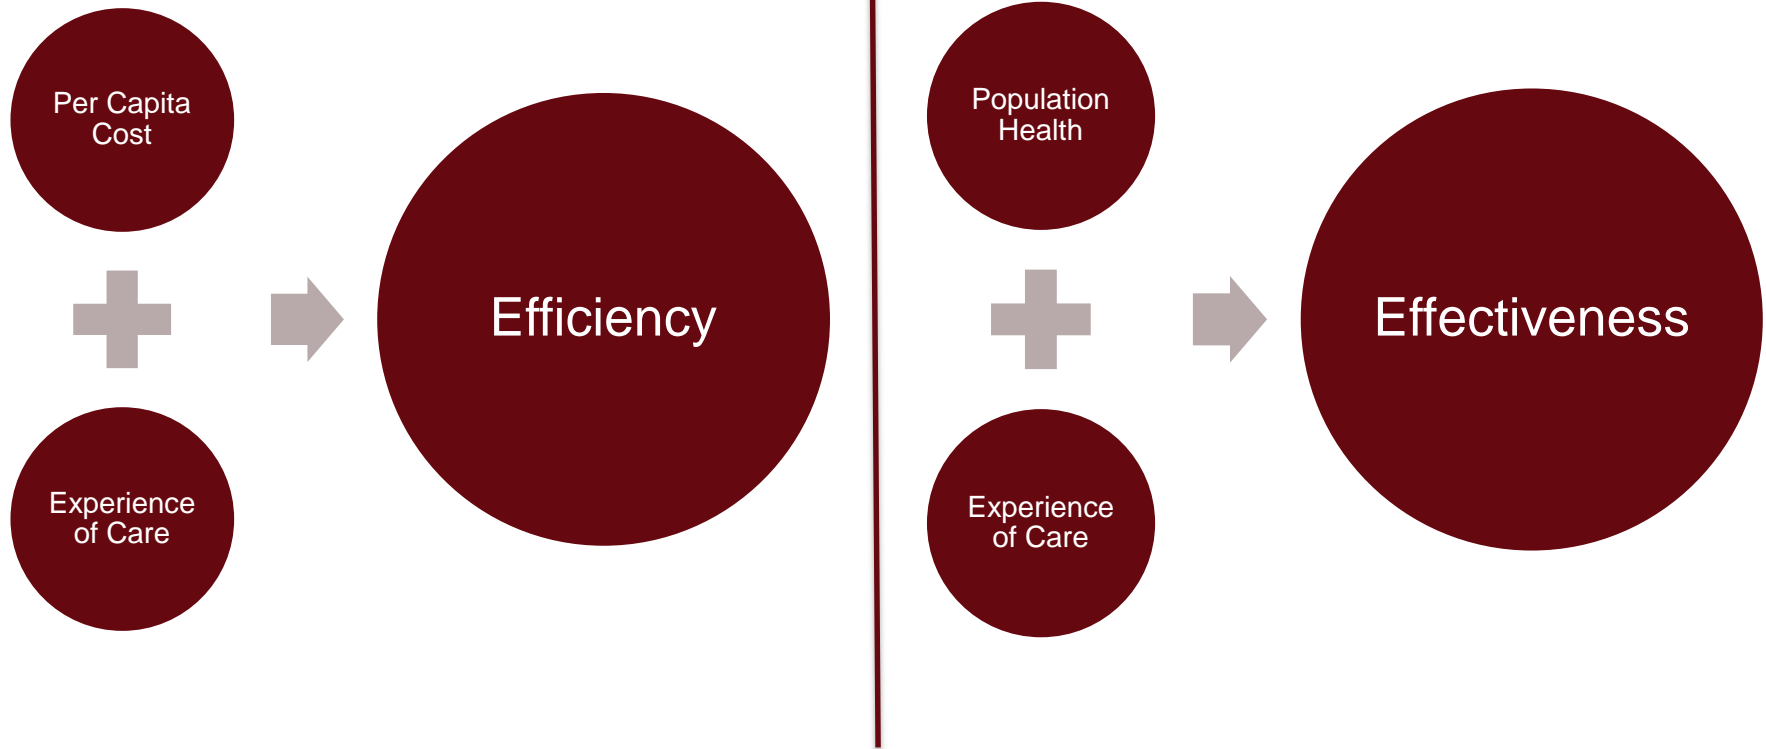 Per Capita
Cost
Experience
of Care
Efficiency
Population
Health
Experience
of Care
Effectiveness